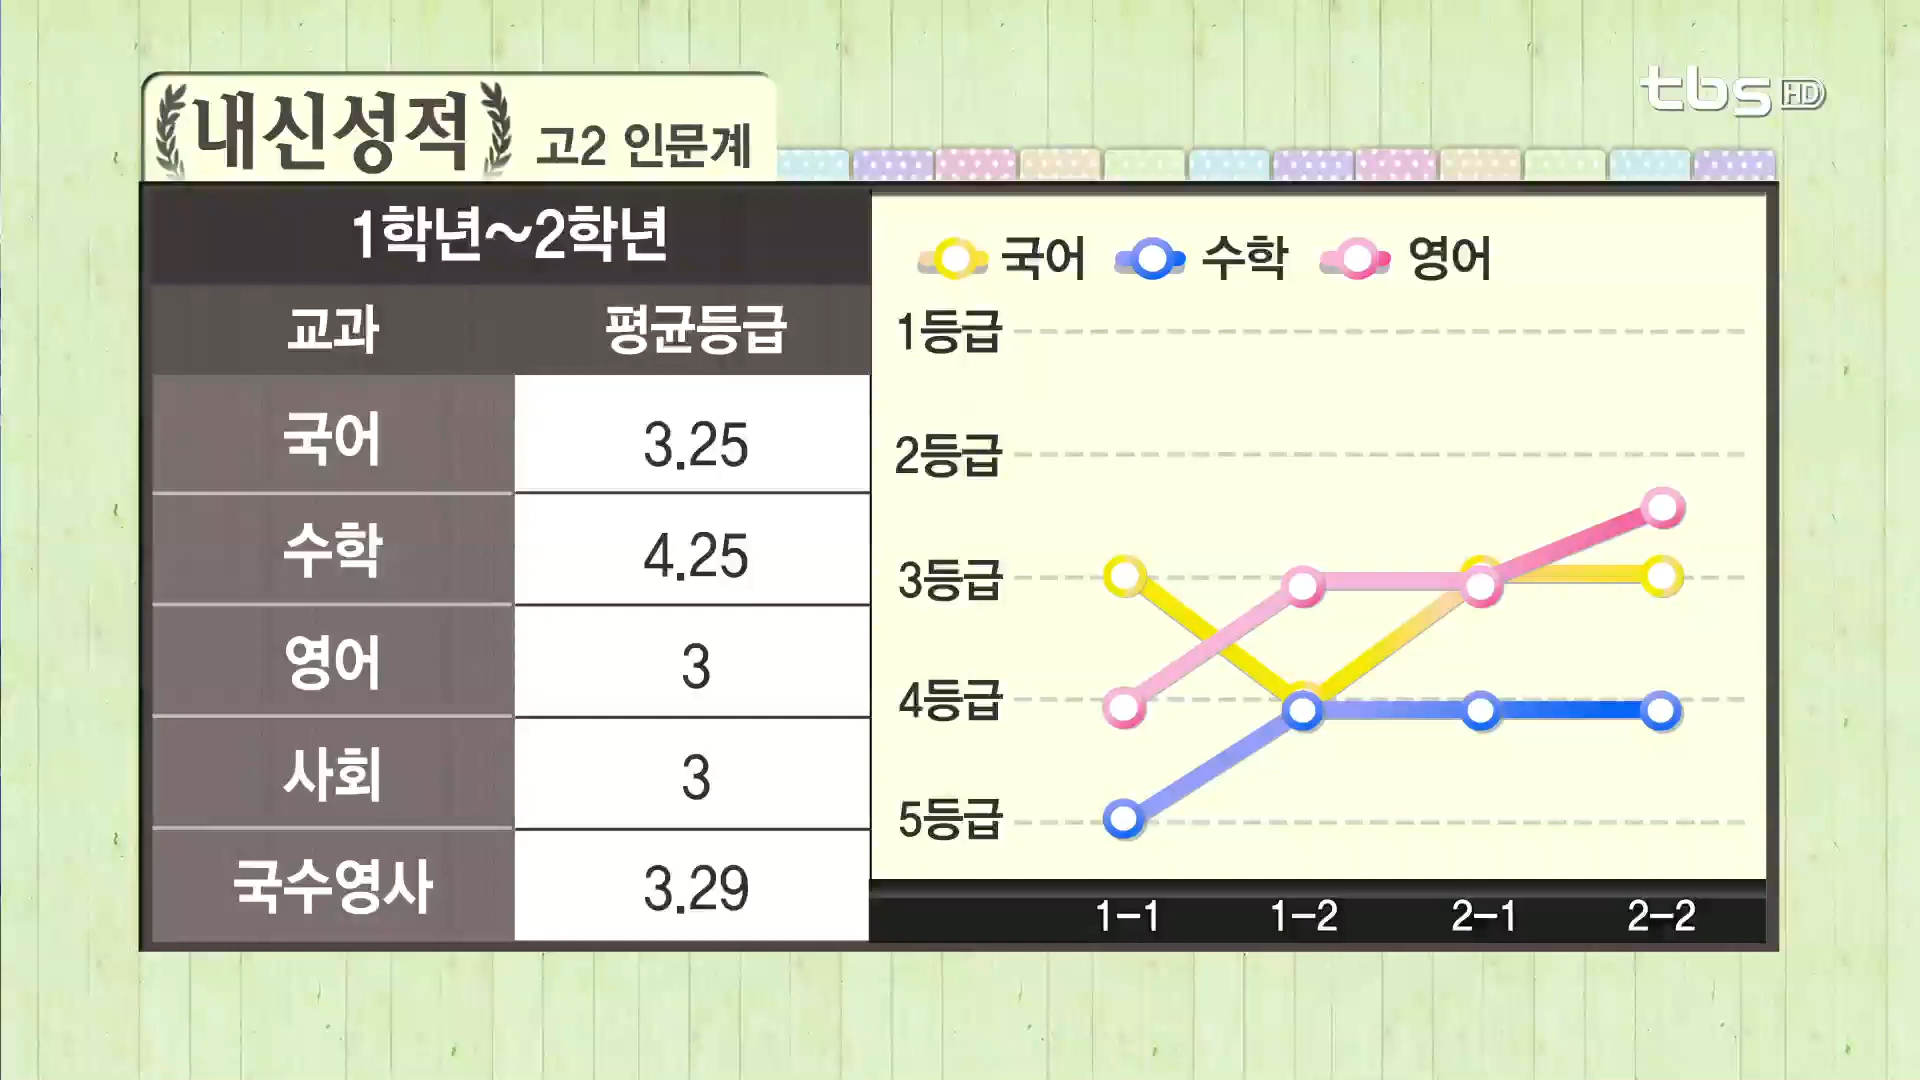 내신성적 고2 인문계
tbs HD
1학년~2학년
교과 평균등급
국어 3.25
수학 4.25
영어 3
사회 3
국수영사 3.29
국어 수학 영어
1등급
2등급
3등급
4등급
5등급
1-1 1-2 2-1 2-2